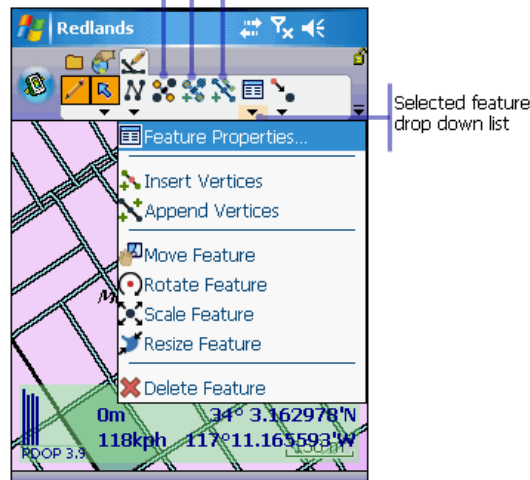 Redlands
Selected feature
drop down list
Feature Properties...
Insert Vertices
Append Vertices
Move Feature
Rotate Feature
Scale Feature
Resize Feature
Delete Feature
0m 34° 3.162978'N
118kph 117°11.165593'W
PDOP 3.9
150 m